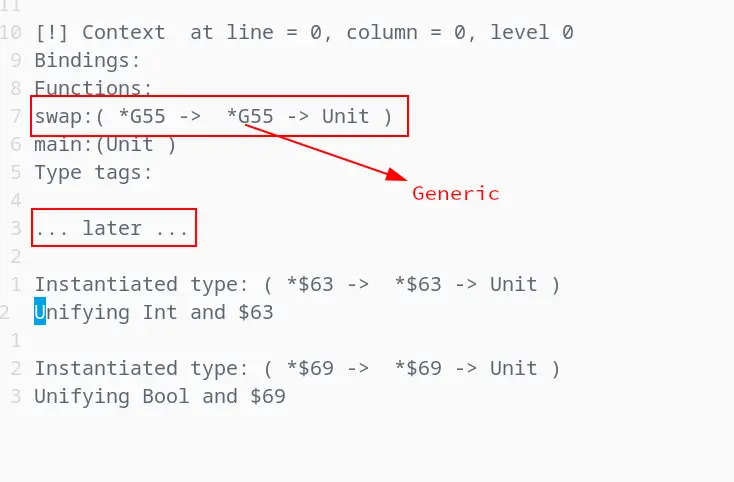 11
10 [!] Context  at line = 0, column = 0, level 0
9 Bindings:
8 Functions:
7 swap:( *G55 ->  *G55 -> Unit )
6 main:(Unit )
5 Type tags:
4
Generic
3 ... later ...
2
1 Instantiated type: ( *$63 ->  *$63 -> Unit )
2 Unifying Int and $63
1
2 Instantiated type: ( *$69 ->  *$69 -> Unit )
3 Unifying Bool and $69